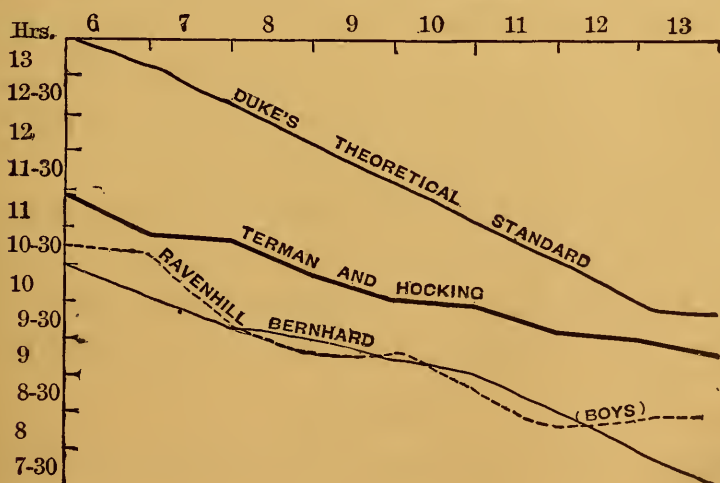 Hrs. 6 7 8 9 10 11 12 13
13
12-30
12
11-30
11
10-30
10
9-30
9
8-30
8
7-30
DUKE'S THEORETICAL STANDARD
TERMAN AND HOCKING
RAVENHILL
BERNHARD
(BOYS)